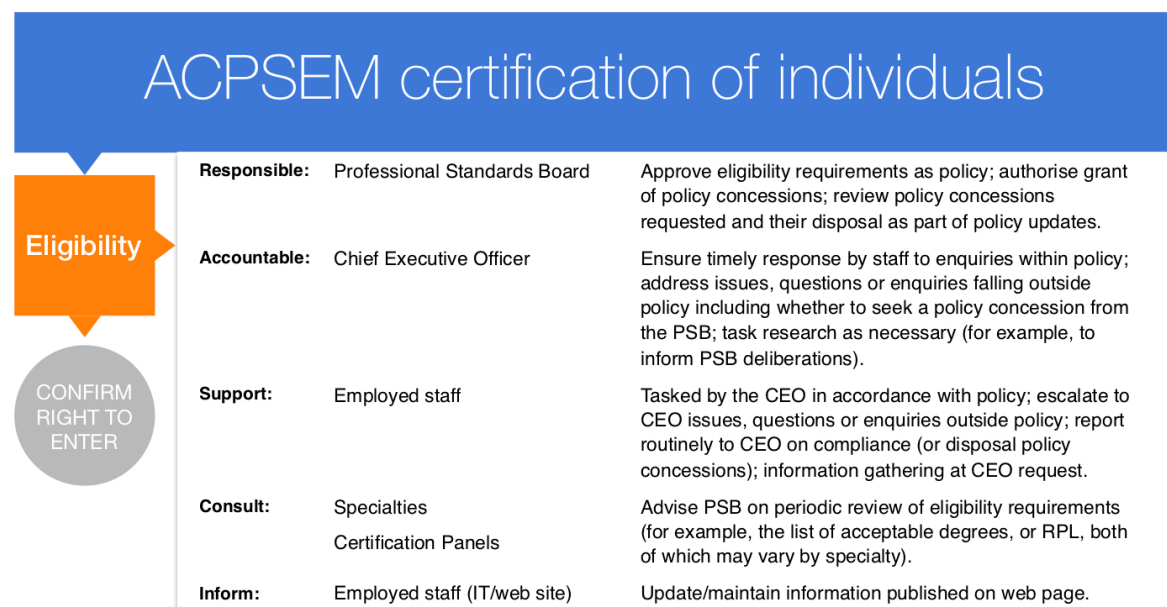 ACPSEM certification of individuals
Eligibility
CONFIRM
RIGHT TO
ENTER
Responsible: Professional Standards Board Approve eligibility requirements as policy; authorise grant
of policy concessions; review policy concessions
requested and their disposal as part of policy updates.
Accountable: Chief Executive Officer Ensure timely response by staff to enquiries within policy;
address issues, questions or enquiries falling outside
policy including whether to seek a policy concession from
the PSB; task research as necessary (for example, to
inform PSB deliberations).
Support: Employed staff Tasked by the CEO in accordance with policy; escalate to
CEO issues, questions or enquiries outside policy; report
routinely to CEO on compliance (or disposal policy
concessions); information gathering at CEO request.
Consult: Specialties Advise PSB on periodic review of eligibility requirements
(for example, the list of acceptable degrees, or RPL, both
Certification Panels of which may vary by specialty).
Inform: Employed staff (IT/web site) Update/maintain information published on web page.